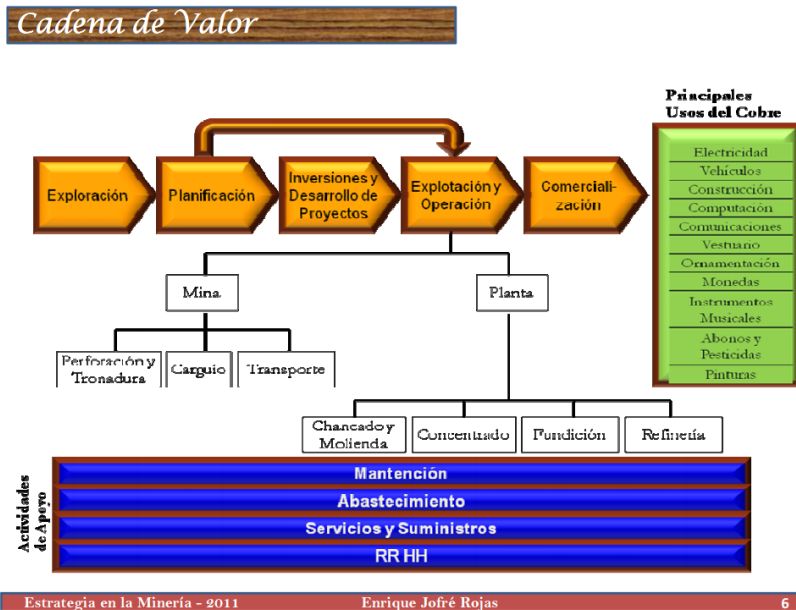 Cadena de Valor
Principales
Usos del Cobre
Exploración
Planificación
Inversiones y
Desarrollo de
Proyectos
Explotación y
Operación
Comerciali-
zación
Electricidad
Vehículos
Construcción
Computación
Comunicaciones
Vestuario
Ornamentación
Monedas
Instrumentos
Musicales
Abonos y
Pesticidas
Pinturas
Mina
Planta
Perforación y
Tronadura
Carguio
Transporte
Chancado y
Molienda
Concentrado
Fundición
Refinería
Actividades
de Apoyo
Mantención
Abastecimiento
Servicios y Suministros
RR HH
Estrategia en la Minería - 2011
Enrique Jofré Rojas
6